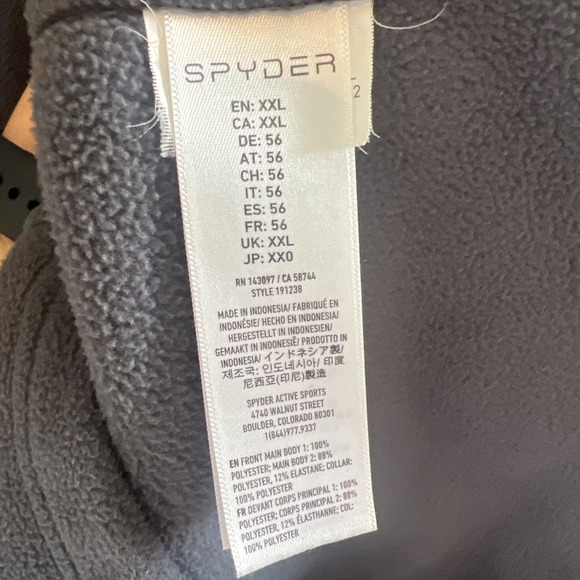 SPYDER
2
EN: XXL
CA: XXL
DE: 56
AT: 56
CH: 56
IT: 56
ES: 56
FR: 56
UK: XXL
JP: XXO
RN 143097 / CA 58744
STYLE 191238
MADE IN INDONESIA/ FABRIQUÉ EN
INDONÉSIE/ HECHO EN INDONESIA/
HERGESTELLT IN INDONESIEN/
GEMAAKT IN INDONESIË/ PRODOTTO IN
INDONESIA/ インドネシア製/
제조국: 인도네시아/ 印度
尼西亞(印尼)製造
SPYDER ACTIVE SPORTS
4740 WALNUT STREET
BOULDER, COLORADO 80301
1(844)977.9337
EN FRONT MAIN BODY 1: 100%
POLYESTER; MAIN BODY 2: 88%
POLYESTER, 12% ELASTANE; COLLAR:
100% POLYESTER
FR DEVANT CORPS PRINCIPAL 1: 100%
POLYESTER; CORPS PRINCIPAL 2: 88%
POLYESTER, 12% ÉLASTHANNE; COL:
100% POLYESTER